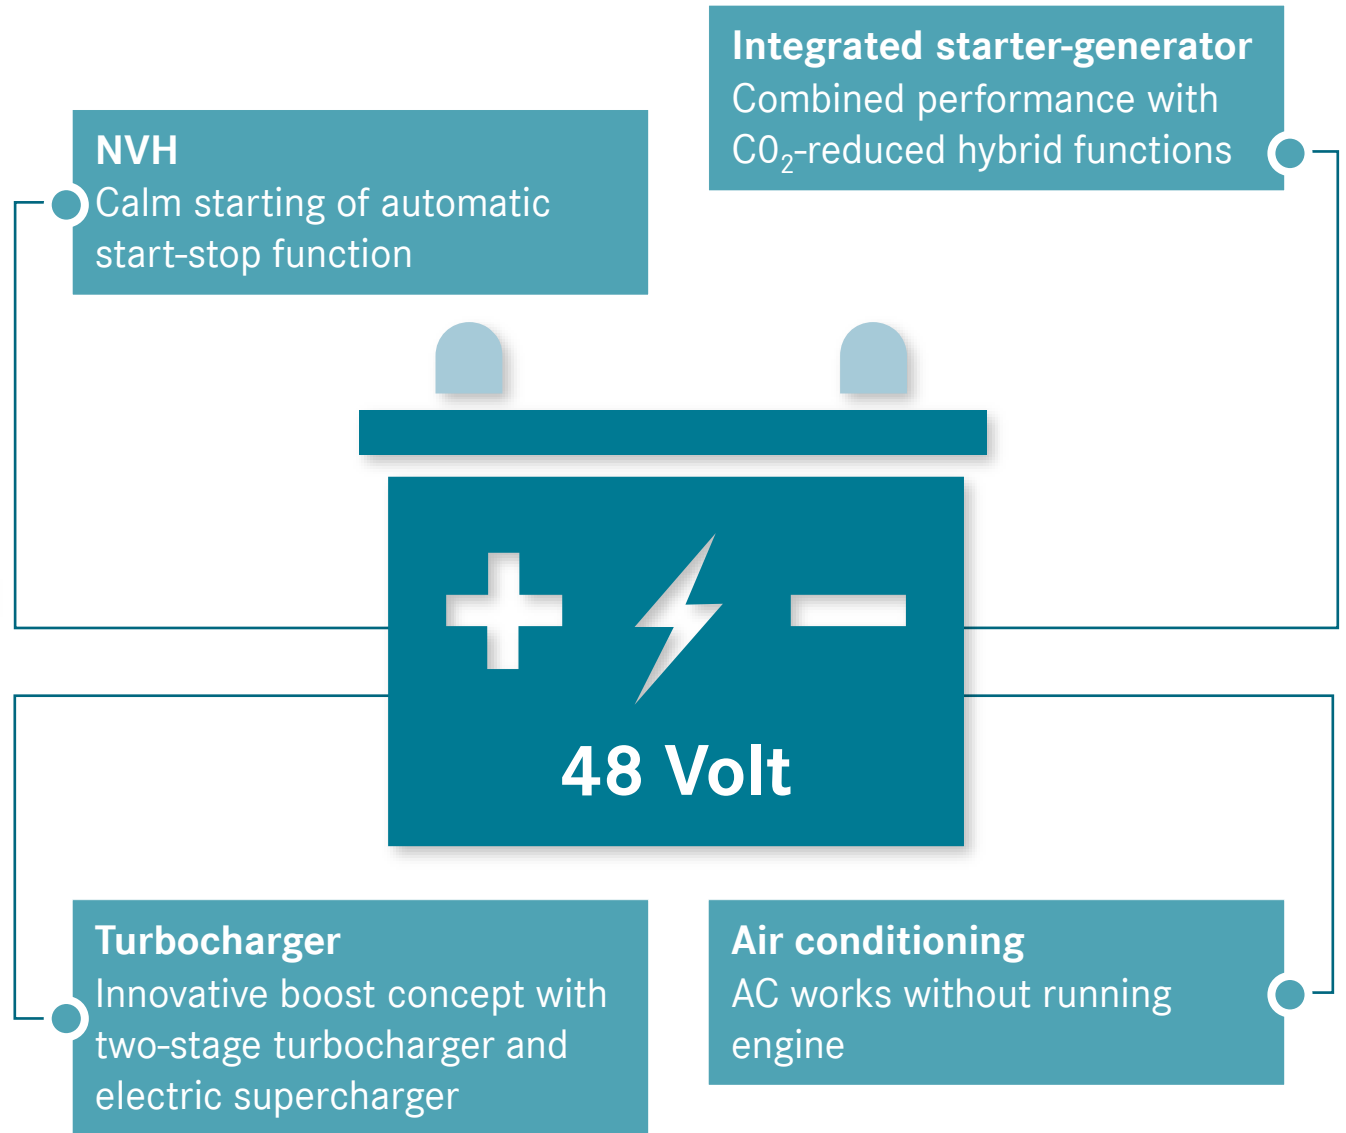 Integrated starter-generator
Combined performance with
C0₂-reduced hybrid functions
NVH
Calm starting of automatic
start-stop function
48 Volt
Turbocharger
Innovative boost concept with
two-stage turbocharger and
electric supercharger
Air conditioning
AC works without running
engine